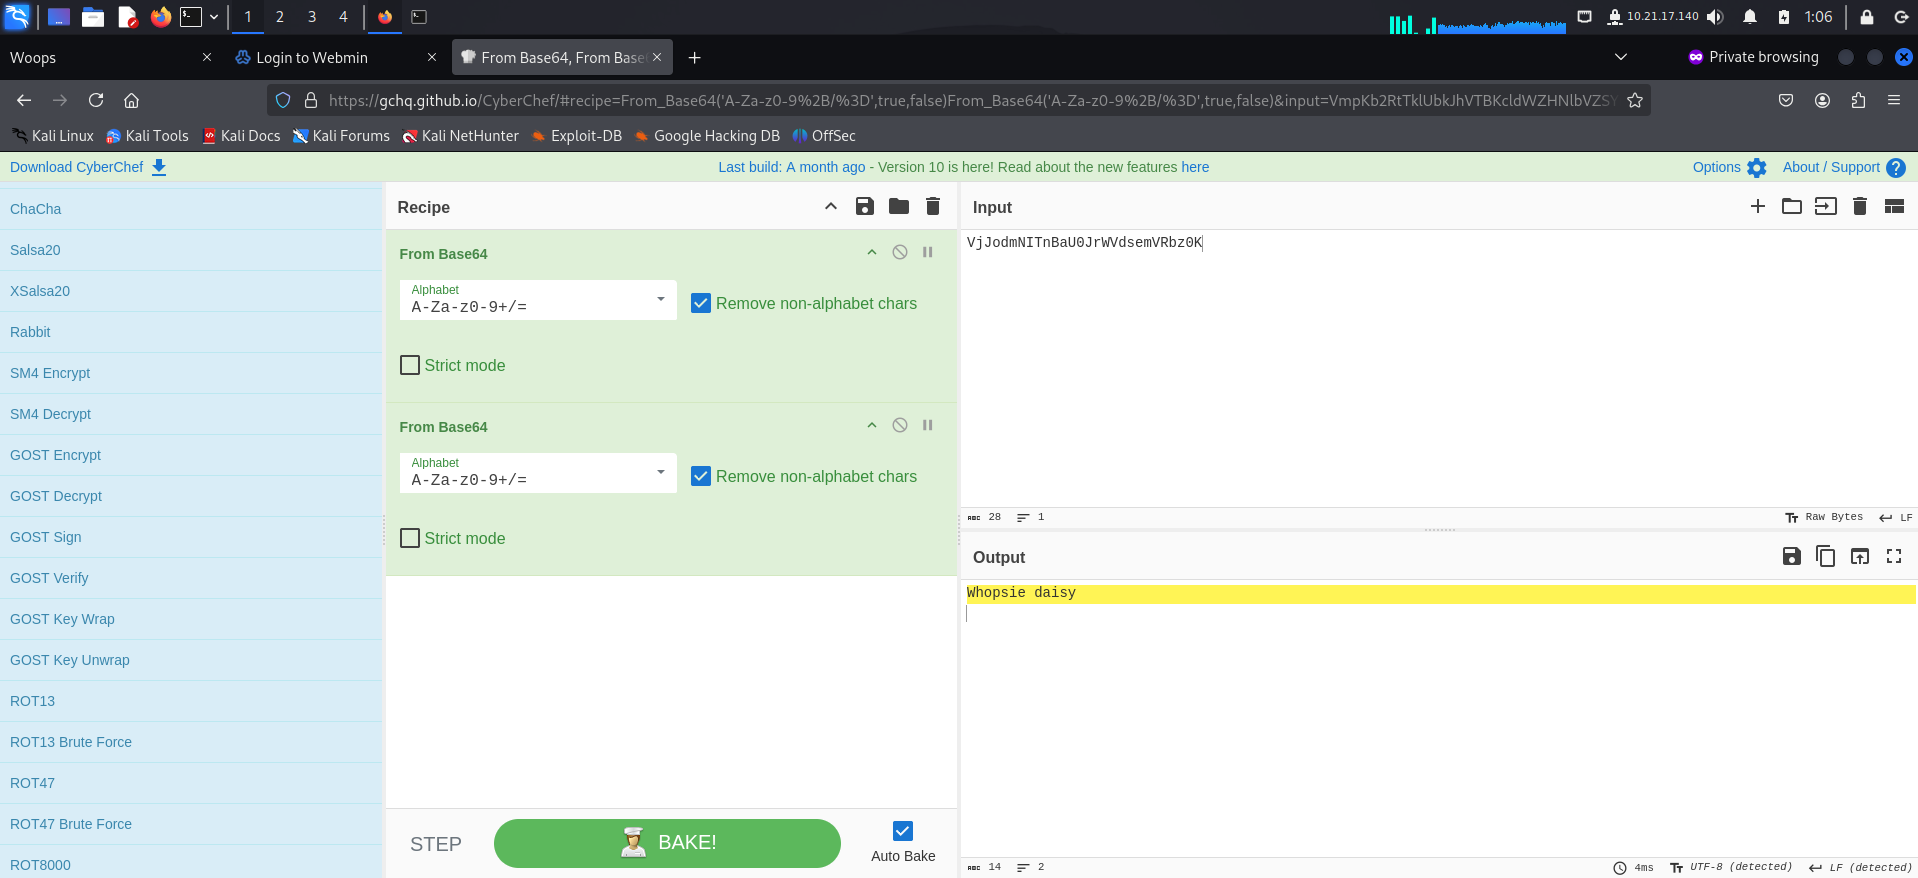 1 2 3 4 10.21.17.140 1:06
Woops Login to Webmin From Base64, From Base Private browsing
https://gchq.github.io/CyberChef/#recipe=From_Base64('A-Za-z0-9%2B/%3D',true,false)From_Base64('A-Za-z0-9%2B/%3D',true,false)&input=VmpKb2RtTklUbkJhVTBKcldWZHNlbVZSY
Kali Linux Kali Tools Kali Docs Kali Forums Kali NetHunter Exploit-DB Google Hacking DB OffSec
Download CyberChef Last build: A month ago - Version 10 is here! Read about the new features here Options About / Support
ChaCha
Salsa20
XSalsa20
Rabbit
SM4 Encrypt
SM4 Decrypt
GOST Encrypt
GOST Decrypt
GOST Sign
GOST Verify
GOST Key Wrap
GOST Key Unwrap
ROT13
ROT13 Brute Force
ROT47
ROT47 Brute Force
ROT8000
Recipe
From Base64
Alphabet
A-Za-z0-9+/=
Remove non-alphabet chars
Strict mode
From Base64
Alphabet
A-Za-z0-9+/=
Remove non-alphabet chars
Strict mode
STEP
BAKE!
Auto Bake
Input
VjJodmNITnBaU0JrWVdsemVRbz0K
ABC 28 1 Raw Bytes LF
Output
Whopsie daisy
ABC 14 2 4ms UTF-8 (detected) LF (detected)